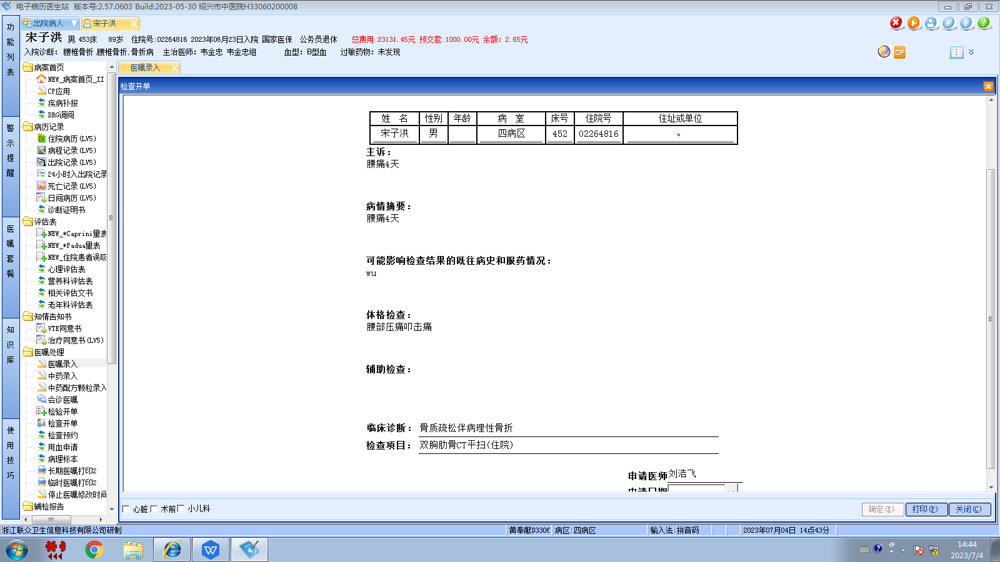 电子病历医生站 版本号:2.57.0603 Build:2023-05-30 绍兴市中医院H33060200008
出院病人
宋子洪
宋子洪 男 453床 89岁 住院号:02264816 2023年06月23日入院 国家医保 公务员退休 总费用:23131.45元 预交款:1000.00元 余额: 2.65元
入院诊断: 腰椎骨折 ,腰椎骨折,骨折病 主治医师: 韦金忠 韦金忠组 血型: B型血 过敏药物: 未发现
CP
功能列表
警示提醒
医嘱套餐
知识库
使用技巧
病案首页
NEW_病案首页_II
CP应用
疾病补报
DRG调阅
病历记录
住院病历(LV5)
病程记录(LV5)
出院记录(LV5)
24小时入出院记录
死亡记录(LV5)
日间病历(LV5)
诊断证明书
评估表
NEW_*Caprini量表
NEW_*Padua量表
NEW_住院患者误吸
心理评估表
营养科评估表
相关评估文书
老年科评估表
知情告知书
VTE同意书
治疗同意书(LV5)
医嘱处理
医嘱录入
中药录入
中药配方颗粒录入
会诊医嘱
检验开单
检查开单
检查预约
用血申请
病理标本
长期医嘱打印2
临时医嘱打印2
停止医嘱修改时间
辅检报告
医嘱录入
检查开单
姓 名 性别 年龄 病 室 床号 住院号 住址或单位
宋子洪 男 四病区 452 02264816 。
主诉:
腰痛4天
病情摘要:
腰痛4天
可能影响检查结果的既往病史和服药情况:
wu
体格检查:
腰部压痛叩击痛
辅助检查:
临床诊断: 骨质疏松伴病理性骨折
检查项目: 双胸肋骨CT平扫(住院)
申请医师 刘浩飞
申请日期
心脏 术前 小儿科
确定(E) 打印(P) 关闭(C)
浙江联众卫生信息科技有限公司研制 黄奉献D3306 病区:四病区 输入法:拼音码 2023年07月04日 14点43分
14:44
2023/7/4